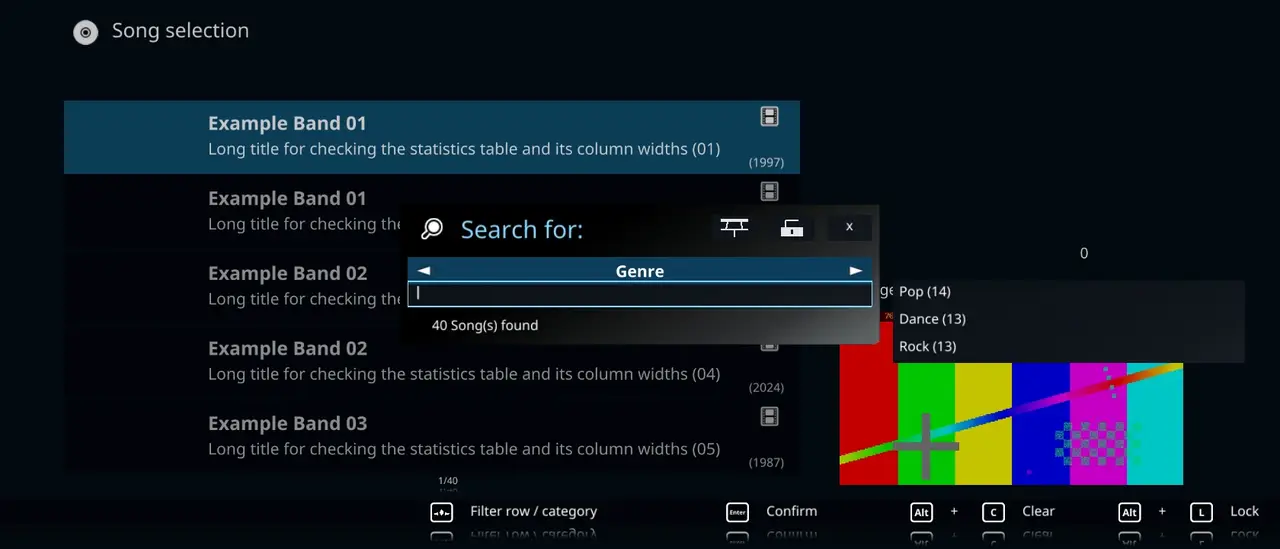 Song selection
Example Band 01
Long title for checking the statistics table and its column widths (01)
(1997)
Example Band 01
Long title for checking the
Search for:
x
Genre
40 Song(s) found
0
Pop (14)
Dance (13)
Rock (13)
Example Band 02
Long title for checking the
Example Band 02
Long title for checking the statistics table and its column widths (04)
(2024)
Example Band 03
Long title for checking the statistics table and its column widths (05)
(1987)
1/40
Filter row / category
Enter Confirm
Alt + C Clear
Alt + L Lock